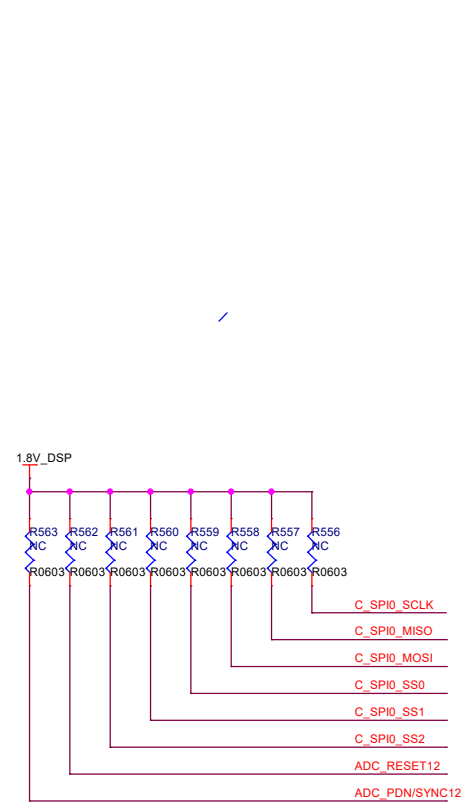 1.8V_DSP
R563 R562 R561 R560 R559 R558 R557 R556
NC NC NC NC NC NC NC NC
R0603 R0603 R0603 R0603 R0603 R0603 R0603 R0603
C_SPI0_SCLK
C_SPI0_MISO
C_SPI0_MOSI
C_SPI0_SS0
C_SPI0_SS1
C_SPI0_SS2
ADC_RESET12
ADC_PDN/SYNC12